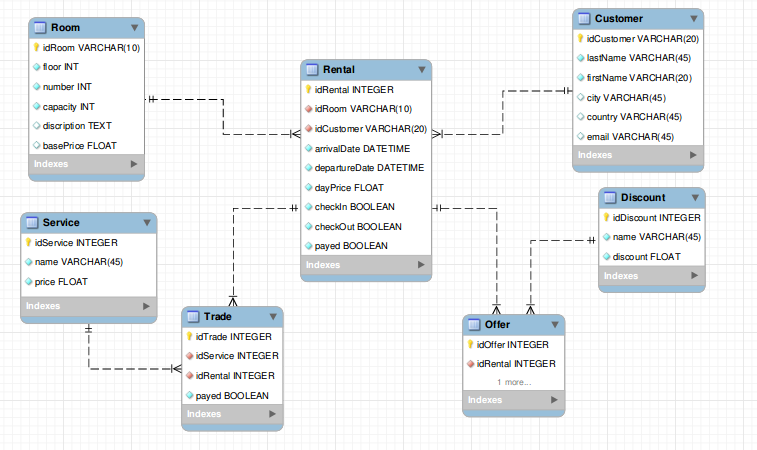 Room
idRoom VARCHAR(10)
floor INT
number INT
capacity INT
discription TEXT
basePrice FLOAT
Indexes
Customer
idCustomer VARCHAR(20)
lastName VARCHAR(45)
firstName VARCHAR(20)
city VARCHAR(45)
country VARCHAR(45)
email VARCHAR(45)
Indexes
Rental
idRental INTEGER
idRoom VARCHAR(10)
idCustomer VARCHAR(20)
arrivalDate DATETIME
departureDate DATETIME
dayPrice FLOAT
checkIn BOOLEAN
checkOut BOOLEAN
payed BOOLEAN
Indexes
Service
idService INTEGER
name VARCHAR(45)
price FLOAT
Indexes
Discount
idDiscount INTEGER
name VARCHAR(45)
discount FLOAT
Indexes
Trade
idTrade INTEGER
idService INTEGER
idRental INTEGER
payed BOOLEAN
Indexes
Offer
idOffer INTEGER
idRental INTEGER
1 more...
Indexes